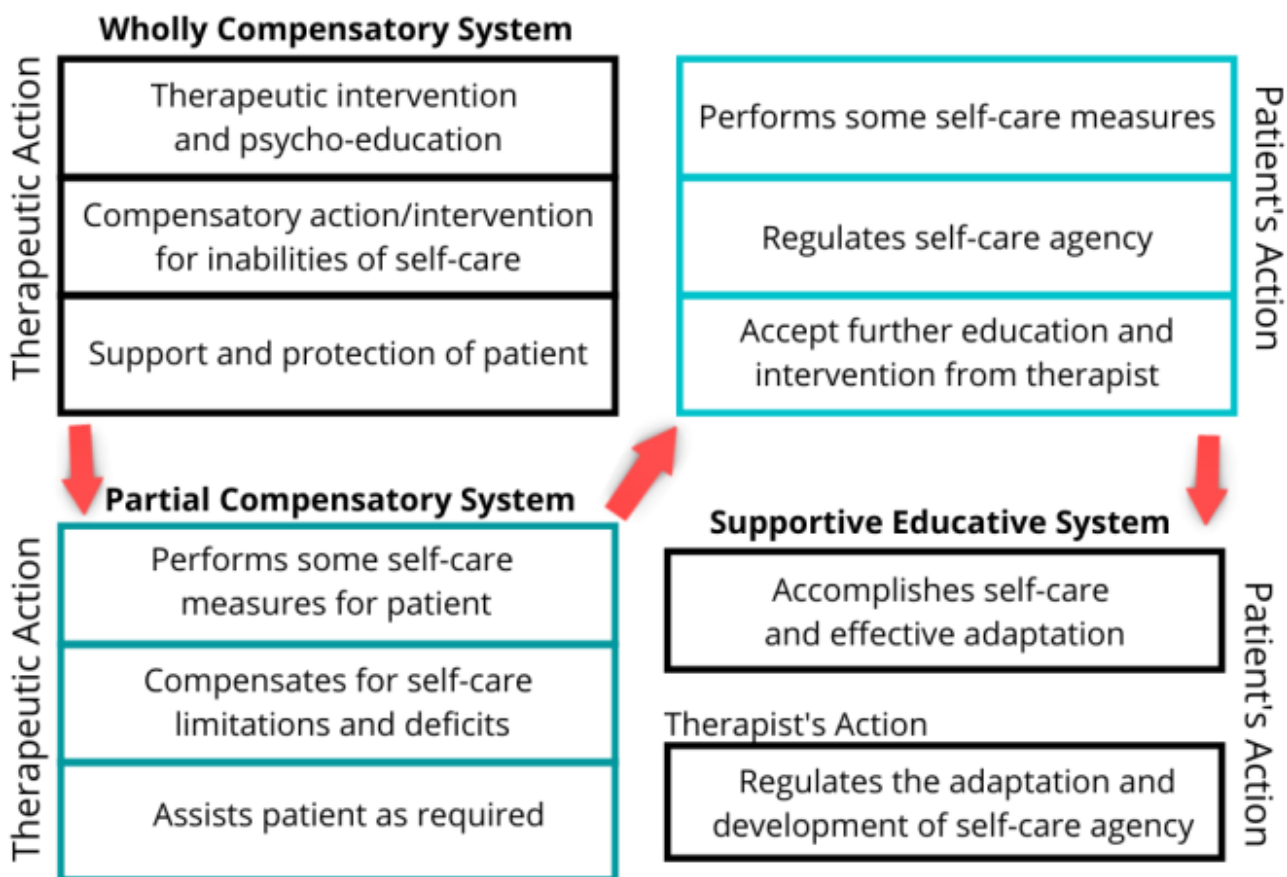 Wholly Compensatory System
Therapeutic Action
Therapeutic intervention
and psycho-education
Compensatory action/intervention
for inabilities of self-care
Support and protection of patient
Performs some self-care measures
Regulates self-care agency
Accept further education and
intervention from therapist
Patient's Action
Partial Compensatory System
Therapeutic Action
Performs some self-care
measures for patient
Compensates for self-care
limitations and deficits
Assists patient as required
Supportive Educative System
Accomplishes self-care
and effective adaptation
Therapist's Action
Regulates the adaptation and
development of self-care agency
Patient's Action